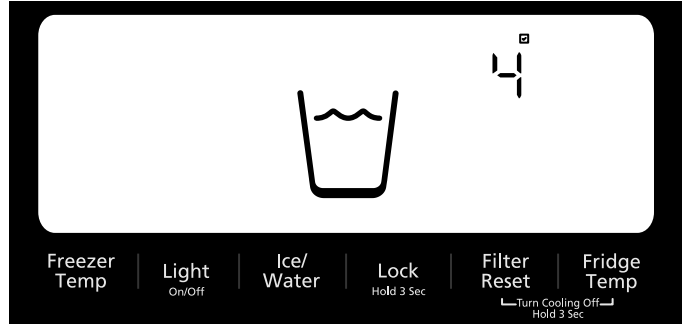 4
Freezer Temp
Light
On/Off
Ice/ Water
Lock
Hold 3 Sec
Filter Reset
Fridge Temp
Turn Cooling Off
Hold 3 Sec